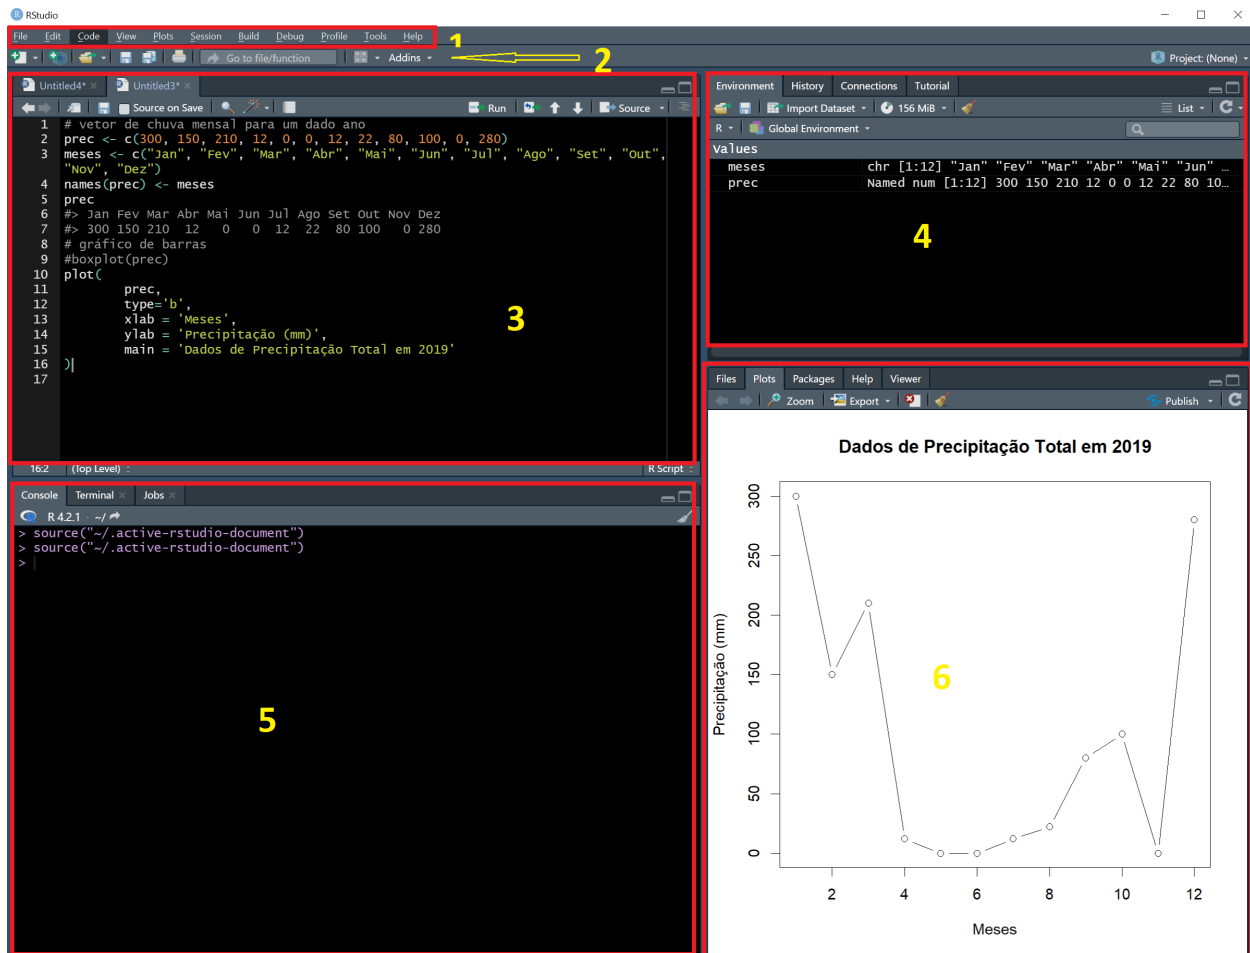 RStudio
File Edit Code View Plots Session Build Debug Profile Tools Help
1
Go to file/function Addins
2
Project: (None)
Untitled4* Untitled3*
Source on Save Run Source
1 # vetor de chuva mensal para um dado ano
2 prec <- c(300, 150, 210, 12, 0, 0, 12, 22, 80, 100, 0, 280)
3 meses <- c("Jan", "Fev", "Mar", "Abr", "Mai", "Jun", "Jul", "Ago", "Set", "Out",
"Nov", "Dez")
4 names(prec) <- meses
5 prec
6 #> Jan Fev Mar Abr Mai Jun Jul Ago Set Out Nov Dez
7 #> 300 150 210  12   0   0  12  22  80 100   0 280
8 # gráfico de barras
9 #boxplot(prec)
10 plot(
11 prec,
12 type='b',
13 xlab = 'Meses',
14 ylab = 'Precipitação (mm)',
15 main = 'Dados de Precipitação Total em 2019'
16 )
17
3
16:2 (Top Level) R Script
Environment History Connections Tutorial
Import Dataset 156 MiB List
R Global Environment
Values
meses chr [1:12] "Jan" "Fev" "Mar" "Abr" "Mai" "Jun" …
prec Named num [1:12] 300 150 210 12 0 0 12 22 80 10…
4
Console Terminal Jobs
R 4.2.1 · ~/
> source("~/.active-rstudio-document")
> source("~/.active-rstudio-document")
>
5
Files Plots Packages Help Viewer
Zoom Export Publish
Dados de Precipitação Total em 2019
300
250
200
150
100
50
0
Precipitação (mm)
6
2 4 6 8 10 12
Meses